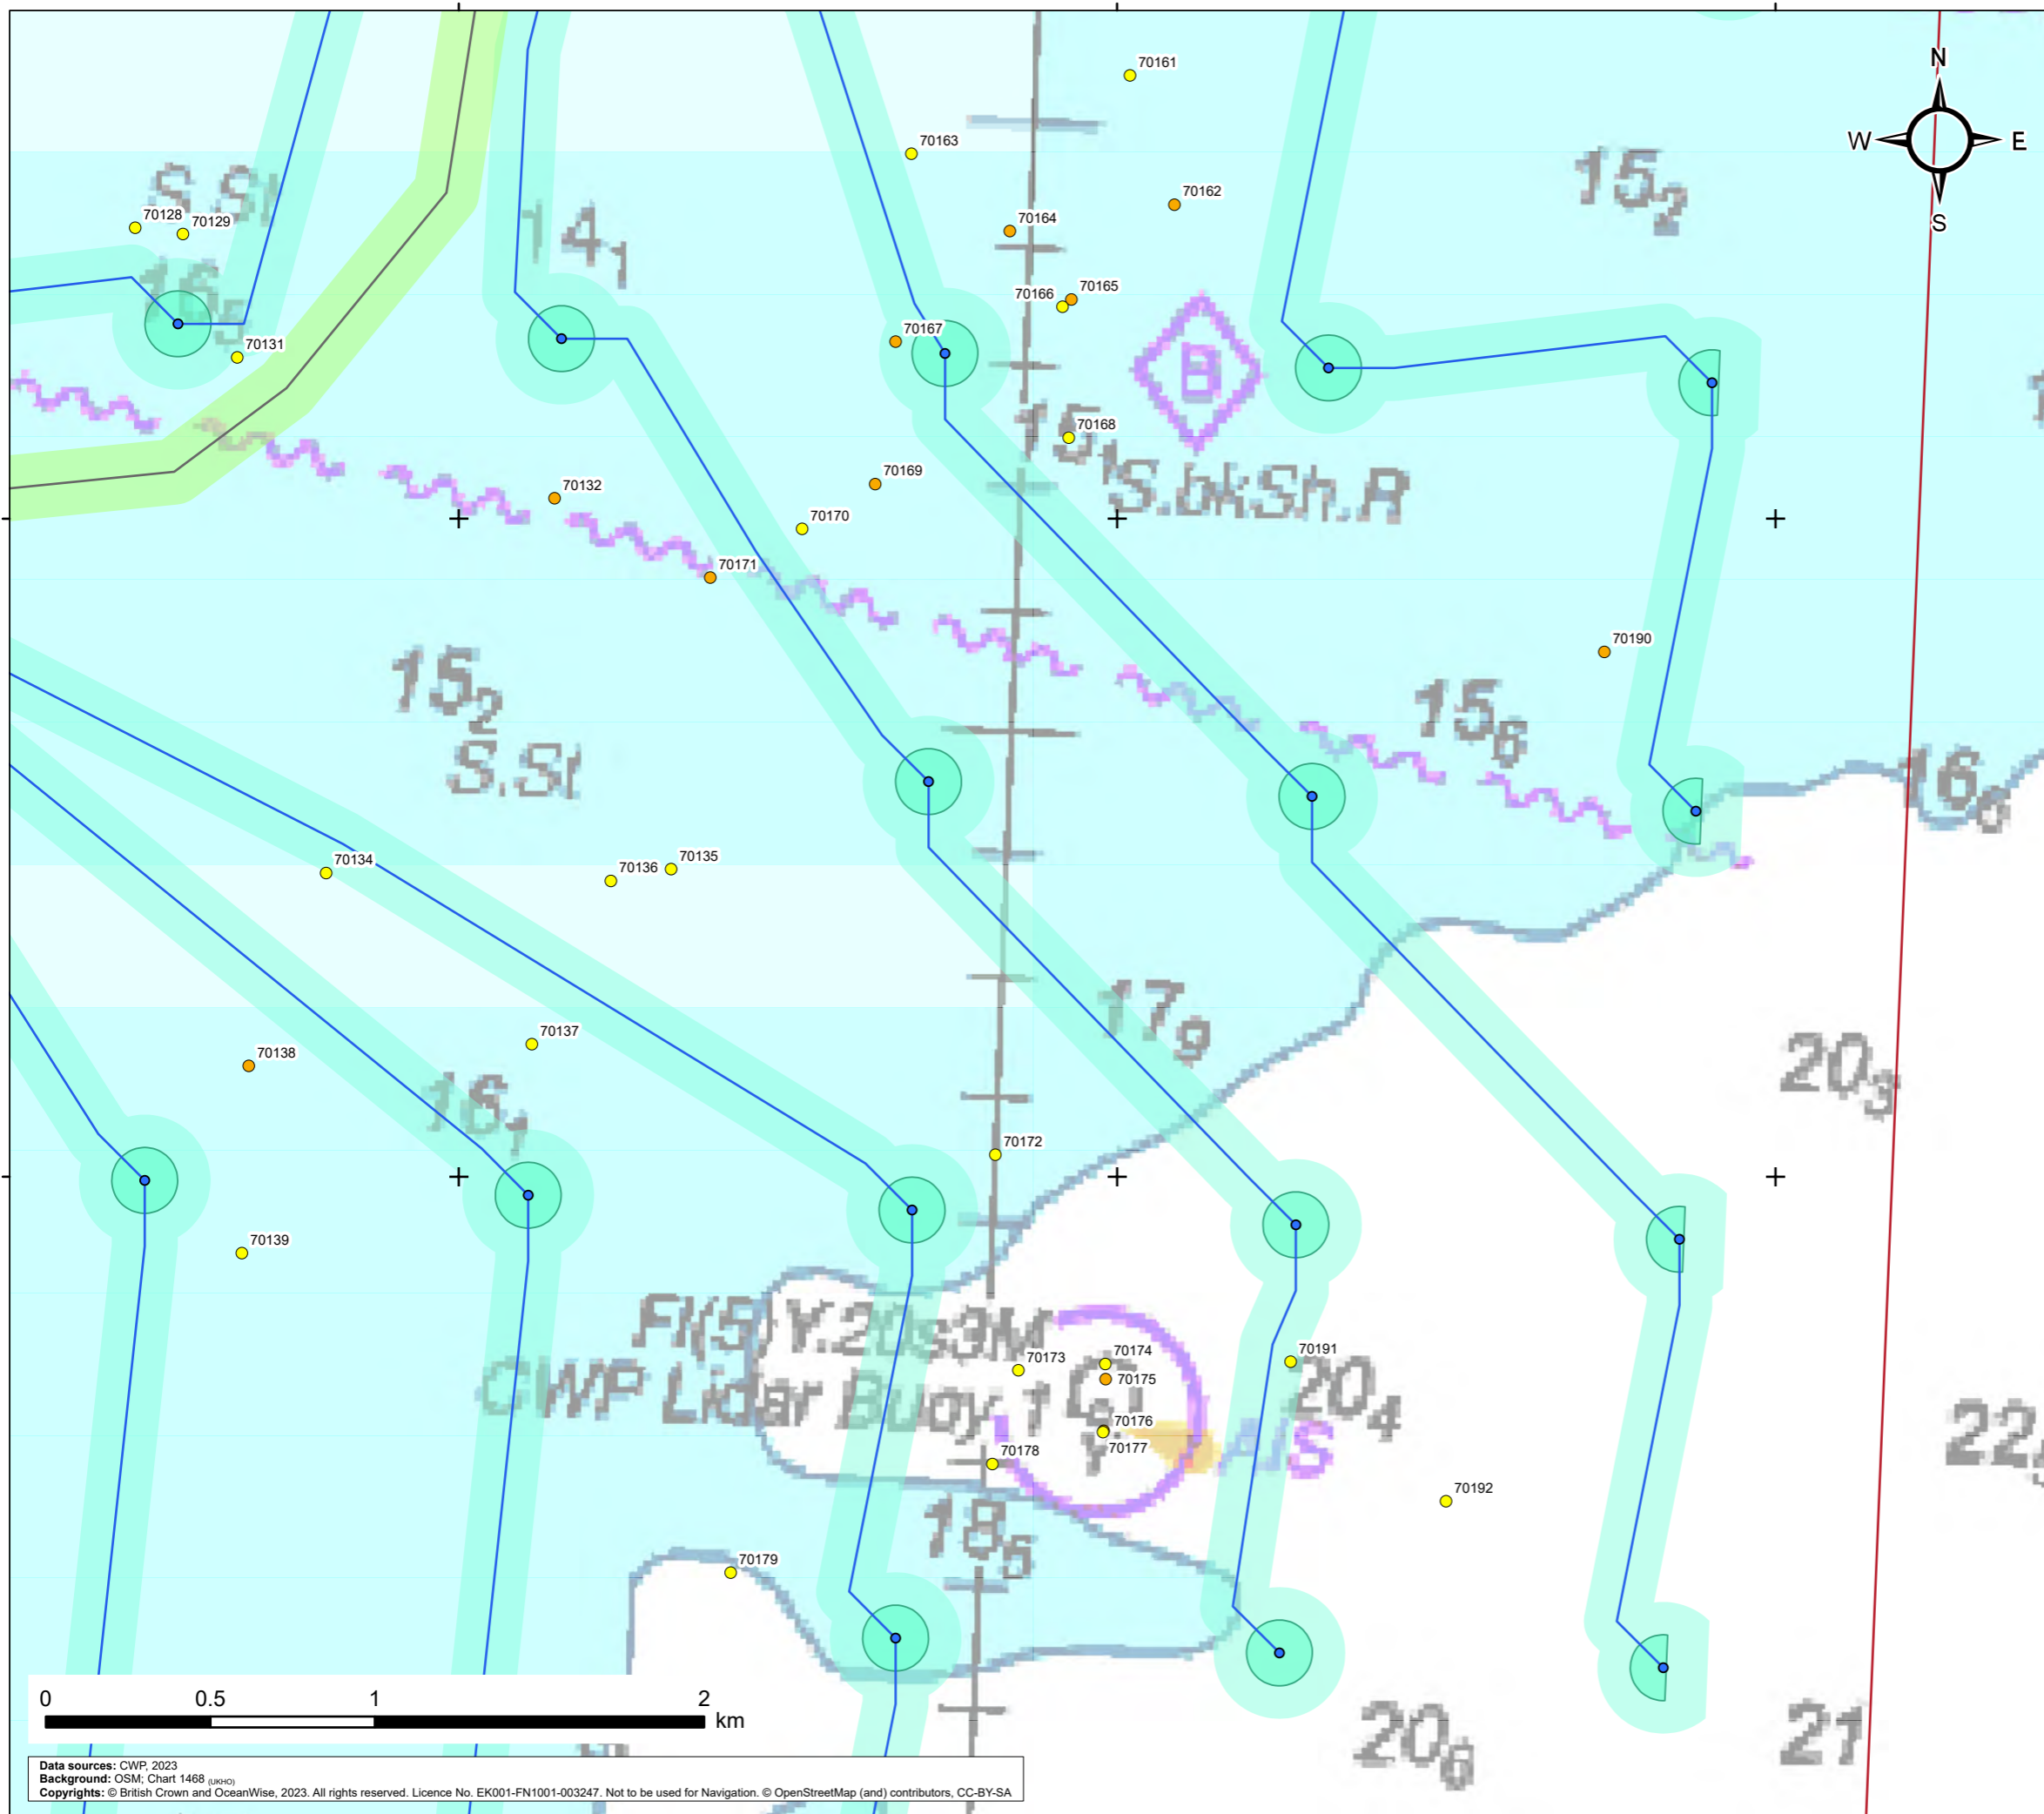 70161
N
70163
W E
15₂
S.Sl
70162
70128
70129
70164
S
14₁
16₅
70165
70166
70167
70131
B
15₁
70168
S.bkSh.R
70169
70132
70170
70171
70190
15₂
15₆
S.Sl
16₆
70134
70136
70135
17₉
70137
20₃
70138
16₁
70172
70139
Fl(5)Y.20s3M
70174
70191
70173
70175
20₄
CWP Lidar Buoy 1
70176
AIS
22
70178
70177
Y
70192
18₅
70179
0 0.5 1 2
km
20₆
21
Data sources: CWP, 2023
Background: OSM; Chart 1468 (UKHO)
Copyrights: © British Crown and OceanWise, 2023. All rights reserved. Licence No. EK001-FN1001-003247. Not to be used for Navigation. © OpenStreetMap (and) contributors, CC-BY-SA